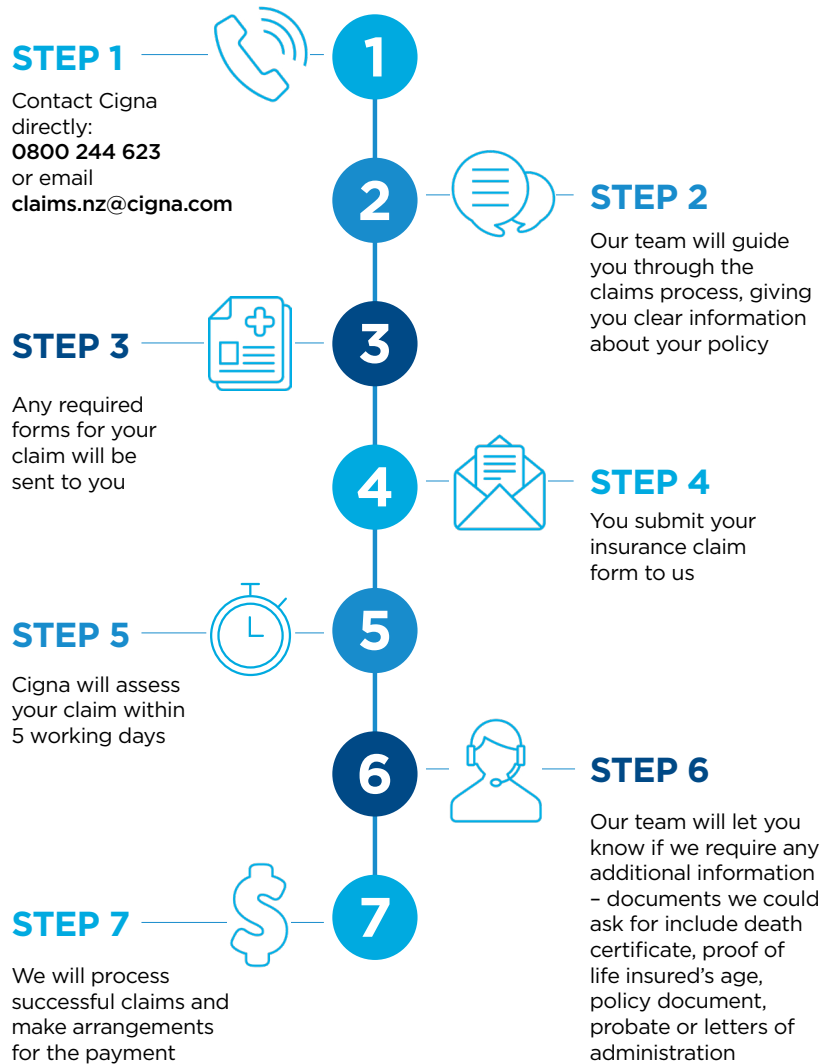 STEP 1
1
Contact Cigna
directly:
0800 244 623
or email
claims.nz@cigna.com
2
STEP 2
Our team will guide
you through the
claims process, giving
you clear information
about your policy
STEP 3
3
Any required
forms for your
claim will be
sent to you
4
STEP 4
You submit your
insurance claim
form to us
STEP 5
5
Cigna will assess
your claim within
5 working days
6
STEP 6
Our team will let you
know if we require any
additional information
– documents we could
ask for include death
certificate, proof of
life insured’s age,
policy document,
probate or letters of
administration
STEP 7
$
7
We will process
successful claims and
make arrangements
for the payment